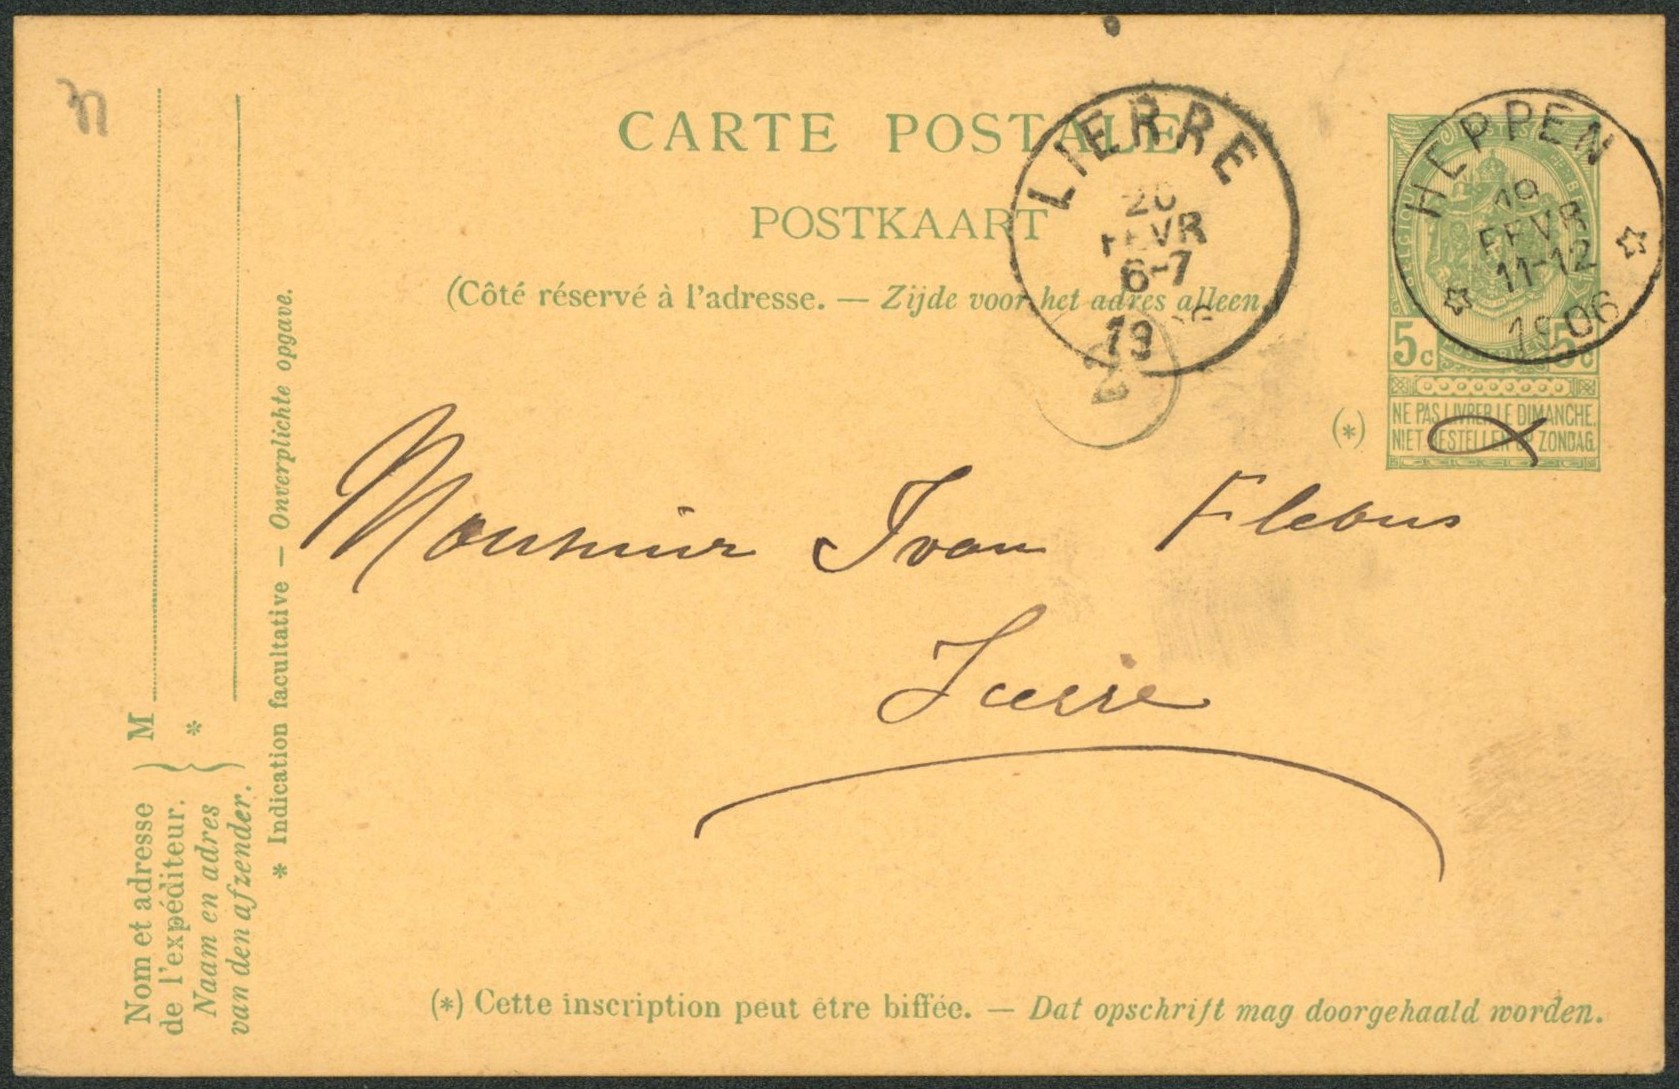 CARTE POSTALE
POSTKAART
(Côté réservé à l'adresse. — Zijde voor het adres alleen)
LIERRE
20
FEVR
6-7
19 06
2
HEPPEN
19
FEVR
11-12
1906
5c 5c
NE PAS LIVRER LE DIMANCHE.
NIET BESTELLEN OP ZONDAG.
(*)
Monsieur Ivan Flebus
Lierre
M
*
Nom et adresse
de l'expéditeur.
Naam en adres
van den afzender.
* Indication facultative — Onverplichte opgave.
(*) Cette inscription peut être biffée. — Dat opschrift mag doorgehaald worden.